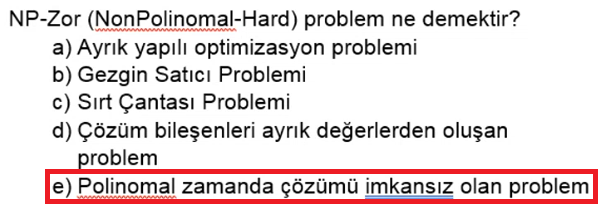 NP-Zor (NonPolinomal-Hard) problem ne demektir?
a) Ayrık yapılı optimizasyon problemi
b) Gezgin Satıcı Problemi
c) Sırt Çantası Problemi
d) Çözüm bileşenleri ayrık değerlerden oluşan
problem
e) Polinomal zamanda çözümü imkansız olan problem